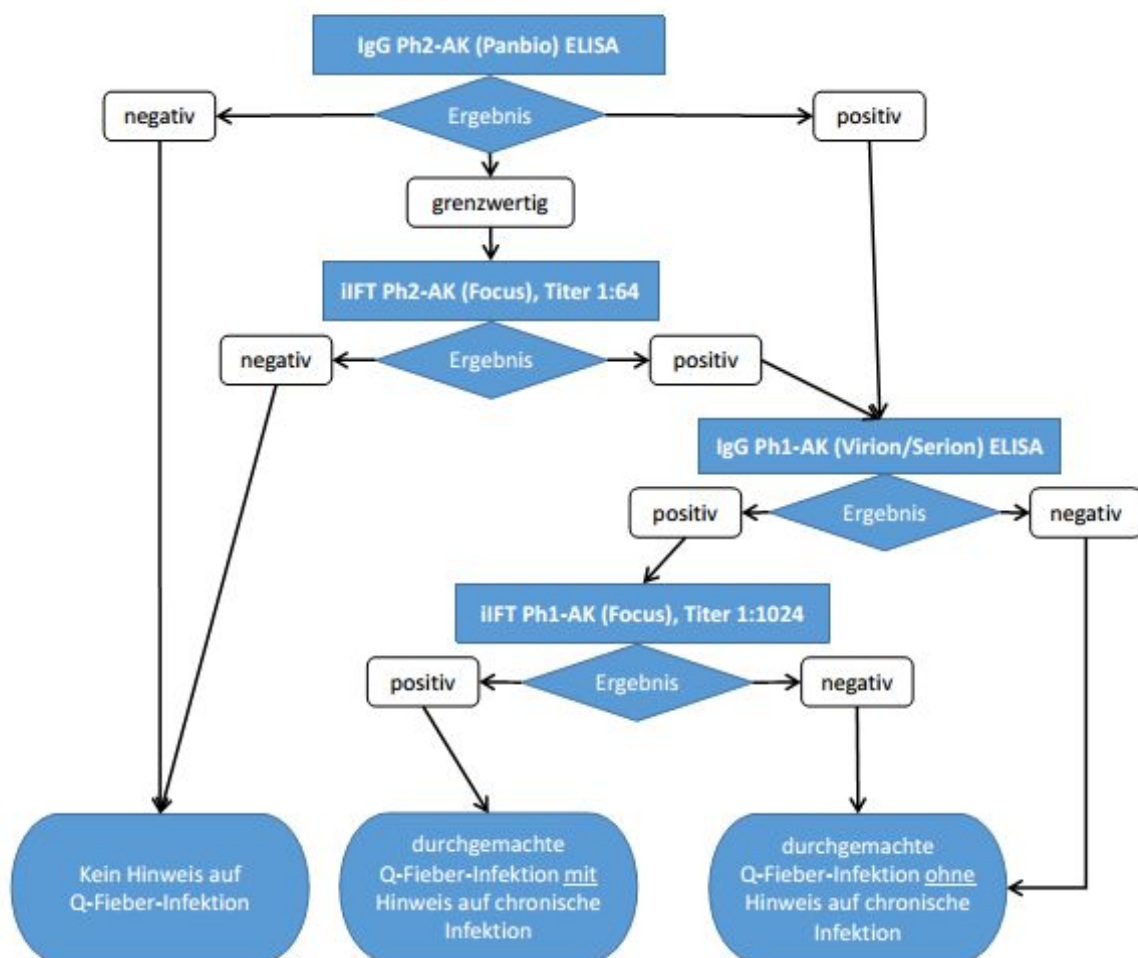 IgG Ph2-AK (Panbio) ELISA
negativ
Ergebnis
positiv
grenzwertig
iIFT Ph2-AK (Focus), Titer 1:64
negativ
Ergebnis
positiv
IgG Ph1-AK (Virion/Serion) ELISA
positiv
Ergebnis
negativ
iIFT Ph1-AK (Focus), Titer 1:1024
positiv
Ergebnis
negativ
Kein Hinweis auf
Q-Fieber-Infektion
durchgemachte
Q-Fieber-Infektion mit
Hinweis auf chronische
Infektion
durchgemachte
Q-Fieber-Infektion ohne
Hinweis auf chronische
Infektion